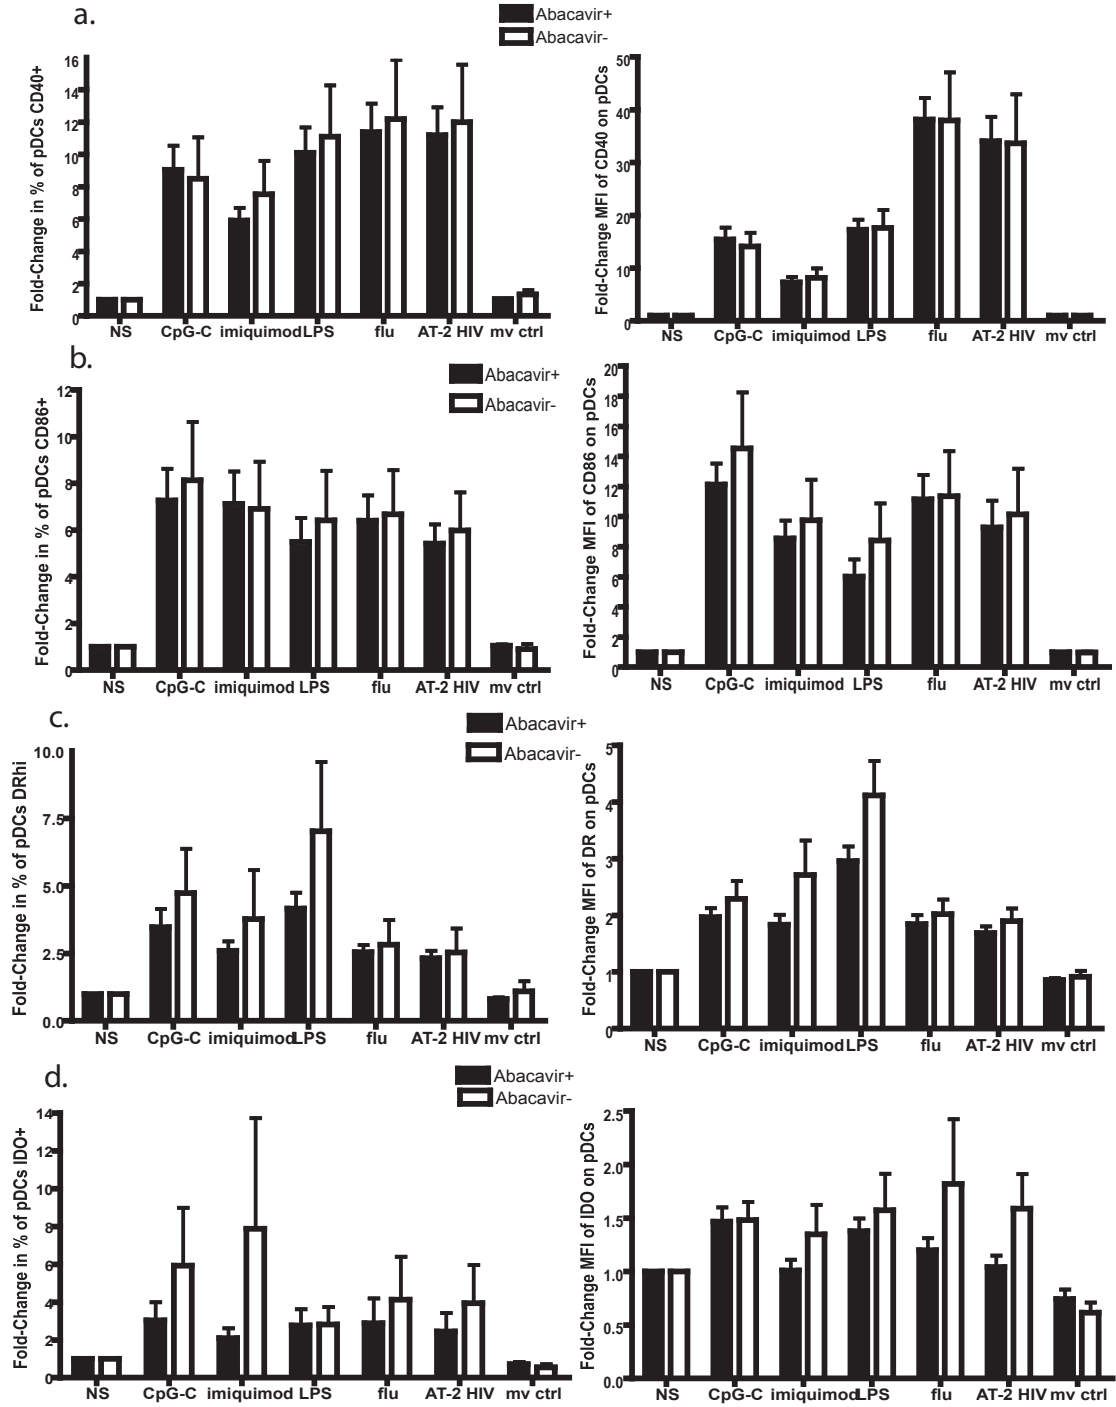 a.
Abacavir+
Abacavir-
Fold-Change in % of pDCs CD40+
16
14
12
10
8
6
4
2
0
NS CpG-C imiquimod LPS flu AT-2 HIV mv ctrl
Fold-Change MFI of CD40 on pDCs
50
40
30
20
10
0
NS CpG-C imiquimod LPS flu AT-2 HIV mv ctrl
b.
Abacavir+
Abacavir-
Fold-Change in % of pDCs CD86+
12
10
8
6
4
2
0
NS CpG-C imiquimod LPS flu AT-2 HIV mv ctrl
Fold-Change MFI of CD86 on pDCs
20
18
16
14
12
10
8
6
4
2
0
NS CpG-C imiquimod LPS flu AT-2 HIV mv ctrl
c.
Abacavir+
Abacavir-
Fold-Change in % of pDCs DRhi
10.0
7.5
5.0
2.5
0.0
NS CpG-C imiquimod LPS flu AT-2 HIV mv ctrl
Fold-Change MFI of DR on pDCs
5
4
3
2
1
0
NS CpG-C imiquimod LPS flu AT-2 HIV mv ctrl
d.
Abacavir+
Abacavir-
Fold-Change in % of pDCs IDO+
14
12
10
8
6
4
2
0
NS CpG-C imiquimod LPS flu AT-2 HIV mv ctrl
Fold-Change MFI of IDO on pDCs
2.5
2.0
1.5
1.0
0.5
0.0
NS CpG-C imiquimod LPS flu AT-2 HIV mv ctrl